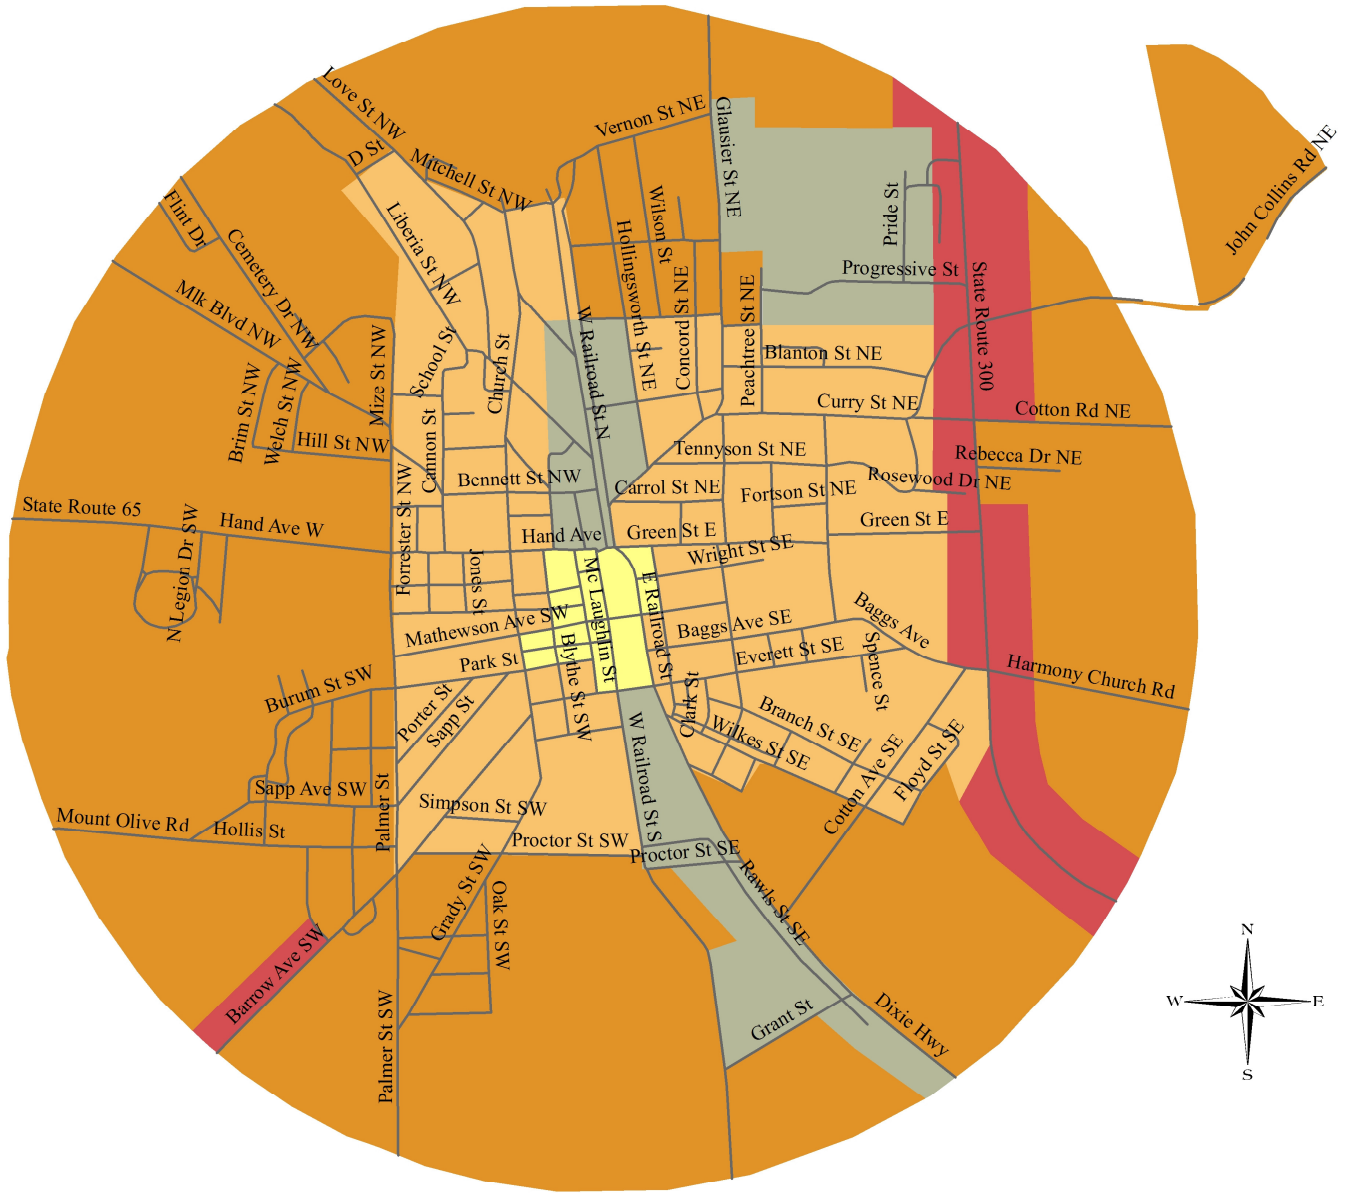 Love St NW
D St
Mitchell St NW
Vernon St NE
Glausier St NE
John Collins Rd NE
Flint Dr
Cemetery Dr NW
Liberia St NW
Wilson St
Hollingsworth St NE
Pride St
Progressive St
State Route 300
Mlk Blvd NW
Mize St NW
School St
Church St
W Railroad St N
Concord St NE
Peachtree St NE
Blanton St NE
Brim St NW
Welch St NW
Hill St NW
Cannon St
Curry St NE
Cotton Rd NE
Tennyson St NE
Rebecca Dr NE
Forrester St NW
Bennett St NW
Carrol St NE
Fortson St NE
Rosewood Dr NE
State Route 65
Hand Ave W
Hand Ave
Green St E
Green St E
N Legion Dr SW
Jones St
Mc Laughlin St
E Railroad St
Wright St SE
Mathewson Ave SW
Baggs Ave SE
Baggs Ave
Park St
Blythe St SW
Everett St SE
Spence St
Harmony Church Rd
Burum St SW
Porter St
Sapp St
Clark St
Branch St SE
Wilkes St SE
W Railroad St S
Cotton Ave SE
Floyd St SE
Sapp Ave SW
Palmer St
Simpson St SW
Mount Olive Rd
Hollis St
Proctor St SW
Proctor St SE
Grady St SW
Oak St SW
Rawls St SE
Barrow Ave SW
Palmer St SW
Grant St
Dixie Hwy
N
W
E
S